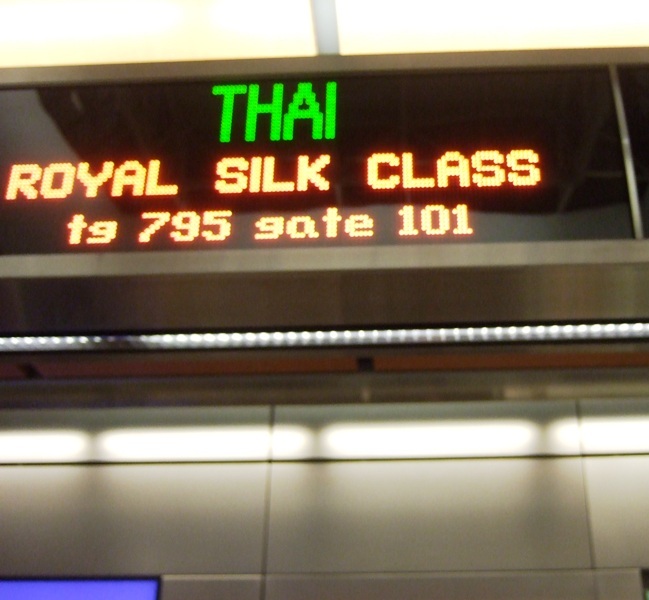 THAI
ROYAL SILK CLASS
tg 795 gate 101